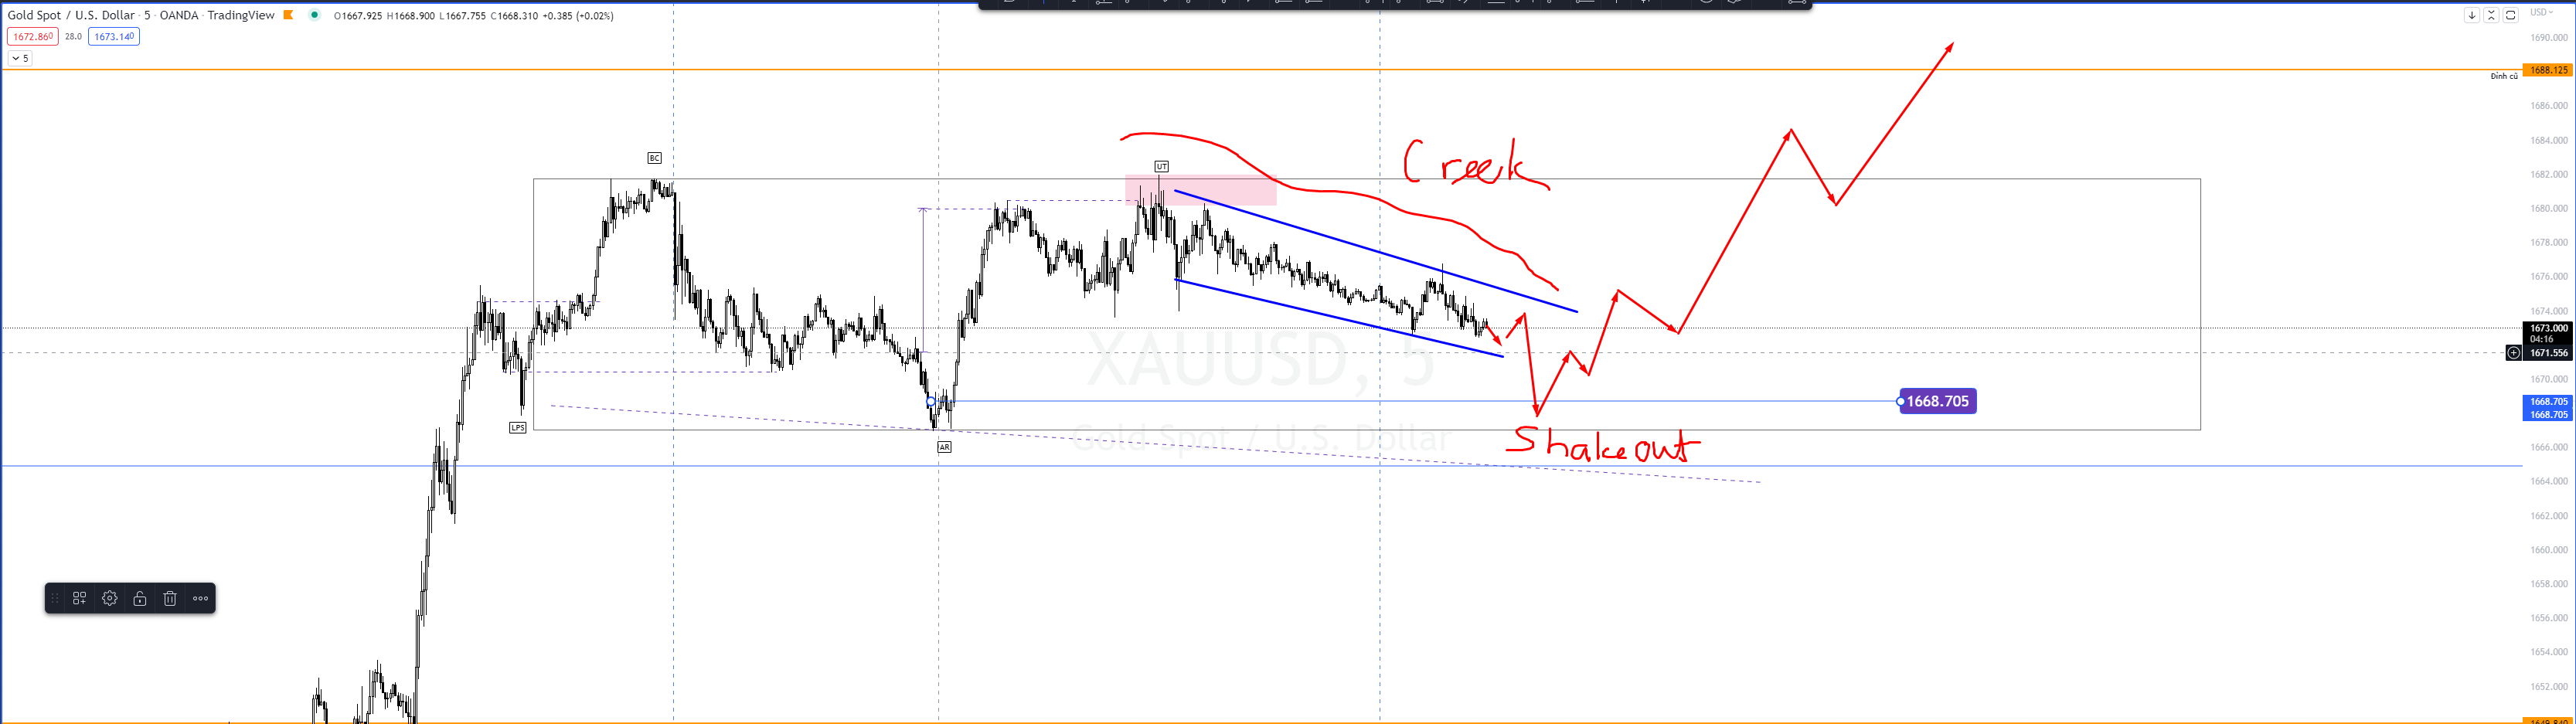 Gold Spot / U.S. Dollar · 5 · OANDA · TradingView O1667.925 H1668.900 L1667.755 C1668.310 +0.385 (+0.02%)
1672.860 28.0 1673.140
5
USD
1690.000
1688.125
Đỉnh cũ
1686.000
1684.000
1682.000
1680.000
1678.000
1676.000
1674.000
1673.000
04:16
1671.556
1670.000
1668.705
1668.705
1666.000
1664.000
1662.000
1660.000
1658.000
1656.000
1654.000
1652.000
1649.840
BC
UT
Creek
LPS
AR
XAUUSD, 5
Gold Spot / U.S. Dollar
1668.705
Shakeout